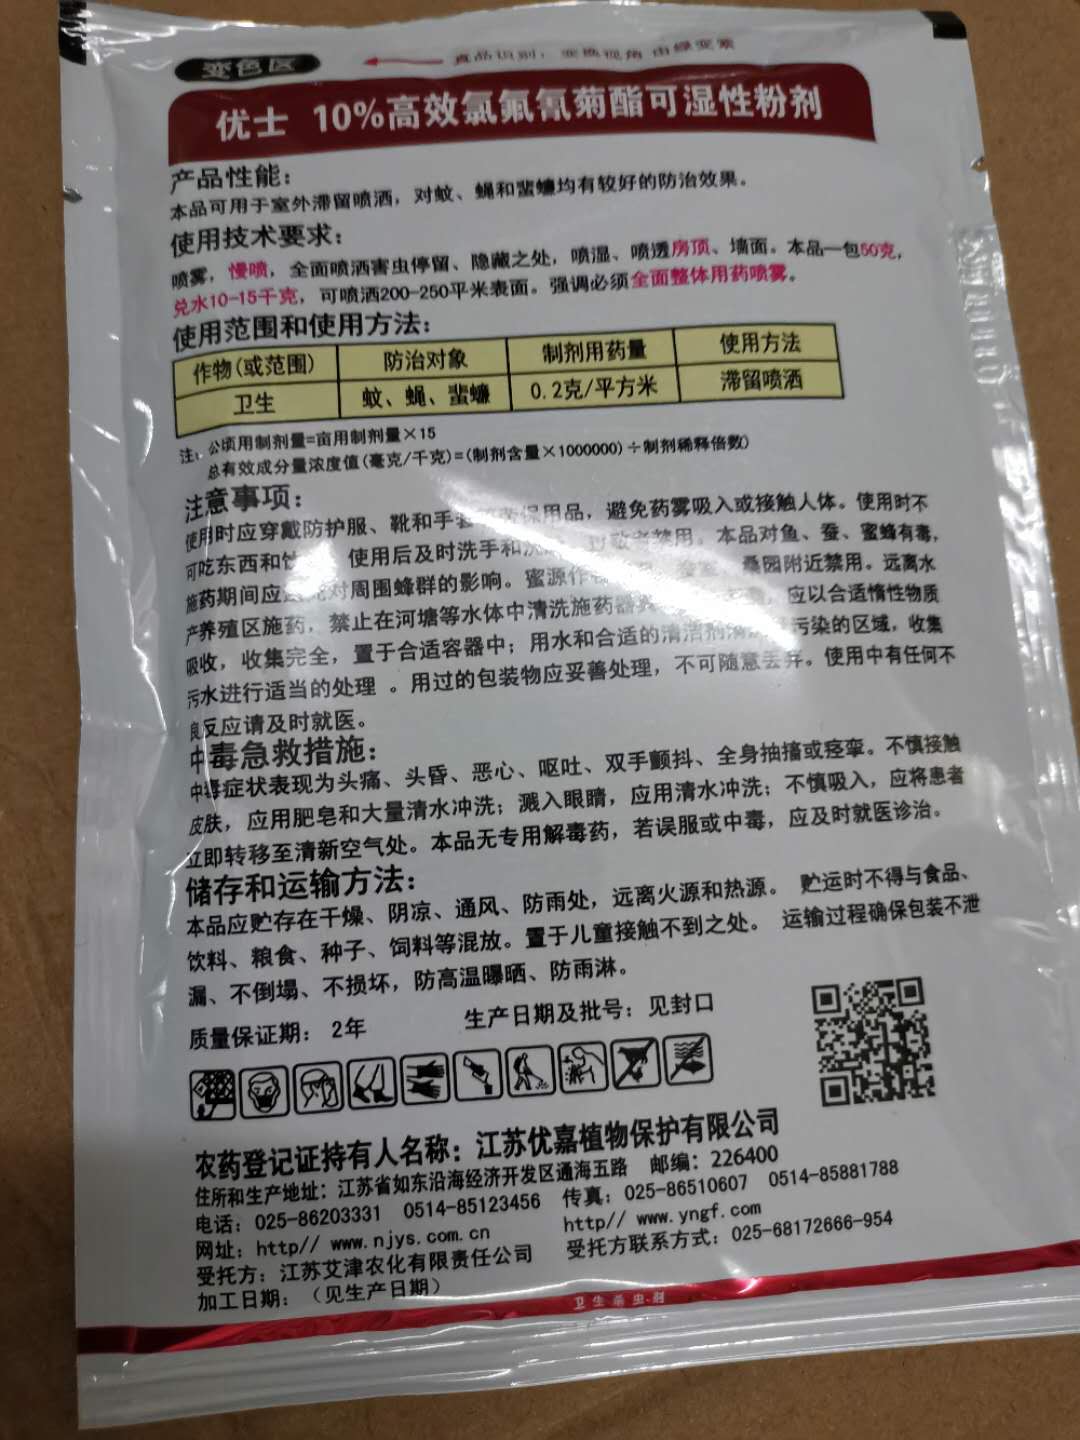 变色区 真品识别：变换视角 由绿变紫
优士 10%高效氯氟氰菊酯可湿性粉剂
产品性能：
本品可用于室外滞留喷洒，对蚊、蝇和蜚蠊均有较好的防治效果。
使用技术要求：
喷雾，慢喷，全面喷洒害虫停留、隐藏之处，喷湿、喷透房顶、墙面。本品一包50克，
兑水10-15千克，可喷洒200-250平米表面。强调必须全面整体用药喷雾。
使用范围和使用方法：
作物(或范围) 防治对象 制剂用药量 使用方法
卫生 蚊、蝇、蜚蠊 0.2克/平方米 滞留喷洒
注：公顷用制剂量=亩用制剂量×15
总有效成分量浓度值(毫克/千克)=(制剂含量×1000000)÷制剂稀释倍数)
注意事项：
使用时应穿戴防护服、靴和手套 保用品，避免药雾吸入或接触人体。使用时不
可吃东西和饮 使用后及时洗手和洗 过敏者禁用。本品对鱼、蚕、蜜蜂有毒，
施药期间应 对周围蜂群的影响。蜜源作 桑园附近禁用。远离水
产养殖区施药，禁止在河塘等水体中清洗施药器 应以合适惰性物质
吸收，收集完全，置于合适容器中；用水和合适的清洁剂 污染的区域，收集
污水进行适当的处理 。用过的包装物应妥善处理，不可随意丢弃。使用中有任何不
良反应请及时就医。
中毒急救措施：
中毒症状表现为头痛、头昏、恶心、呕吐、双手颤抖、全身抽搐或痉挛。不慎接触
皮肤，应用肥皂和大量清水冲洗；溅入眼睛，应用清水冲洗；不慎吸入，应将患者
立即转移至清新空气处。本品无专用解毒药，若误服或中毒，应及时就医诊治。
储存和运输方法：
本品应贮存在干燥、阴凉、通风、防雨处，远离火源和热源。 贮运时不得与食品、
饮料、粮食、种子、饲料等混放。置于儿童接触不到之处。 运输过程确保包装不泄
漏、不倒塌、不损坏，防高温曝晒、防雨淋。
质量保证期： 2年 生产日期及批号：见封口
农药登记证持有人名称：江苏优嘉植物保护有限公司
住所和生产地址：江苏省如东沿海经济开发区通海五路 邮编：226400
电话：025-86203331 0514-85123456 传真：025-86510607 0514-85881788
网址：http// www.njys.com.cn http// www.yngf.com
受托方：江苏艾津农化有限责任公司 受托方联系方式：025-68172666-954
加工日期：（见生产日期）
卫生杀虫剂